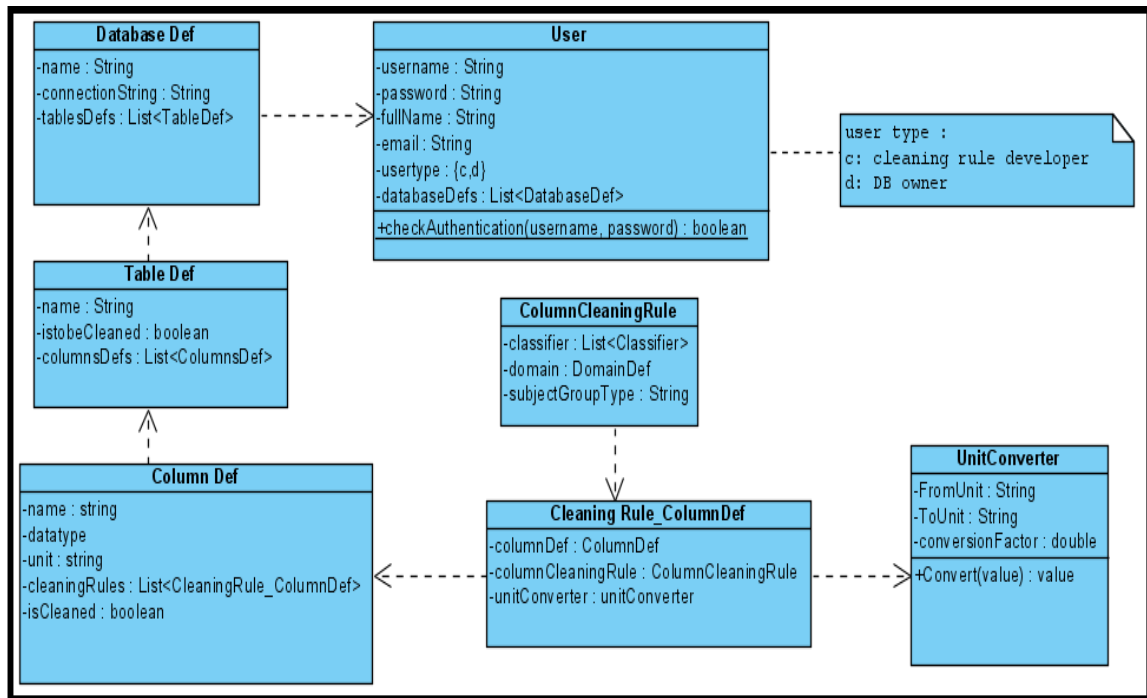 Database Def
-name : String
-connectionString : String
-tablesDefs : List<TableDef>
User
-username : String
-password : String
-fullName : String
-email : String
-usertype : {c,d}
-databaseDefs : List<DatabaseDef>
+checkAuthentication(username, password) : boolean
user type :
c: cleaning rule developer
d: DB owner
Table Def
-name : String
-istobeCleaned : boolean
-columnsDefs : List<ColumnsDef>
ColumnCleaningRule
-classifier : List<Classifier>
-domain : DomainDef
-subjectGroupType : String
Column Def
-name : string
-datatype
-unit : string
-cleaningRules : List<CleaningRule_ColumnDef>
-isCleaned : boolean
Cleaning Rule_ColumnDef
-columnDef : ColumnDef
-columnCleaningRule : ColumnCleaningRule
-unitConverter : unitConverter
UnitConverter
-FromUnit : String
-ToUnit : String
-conversionFactor : double
+Convert(value) : value